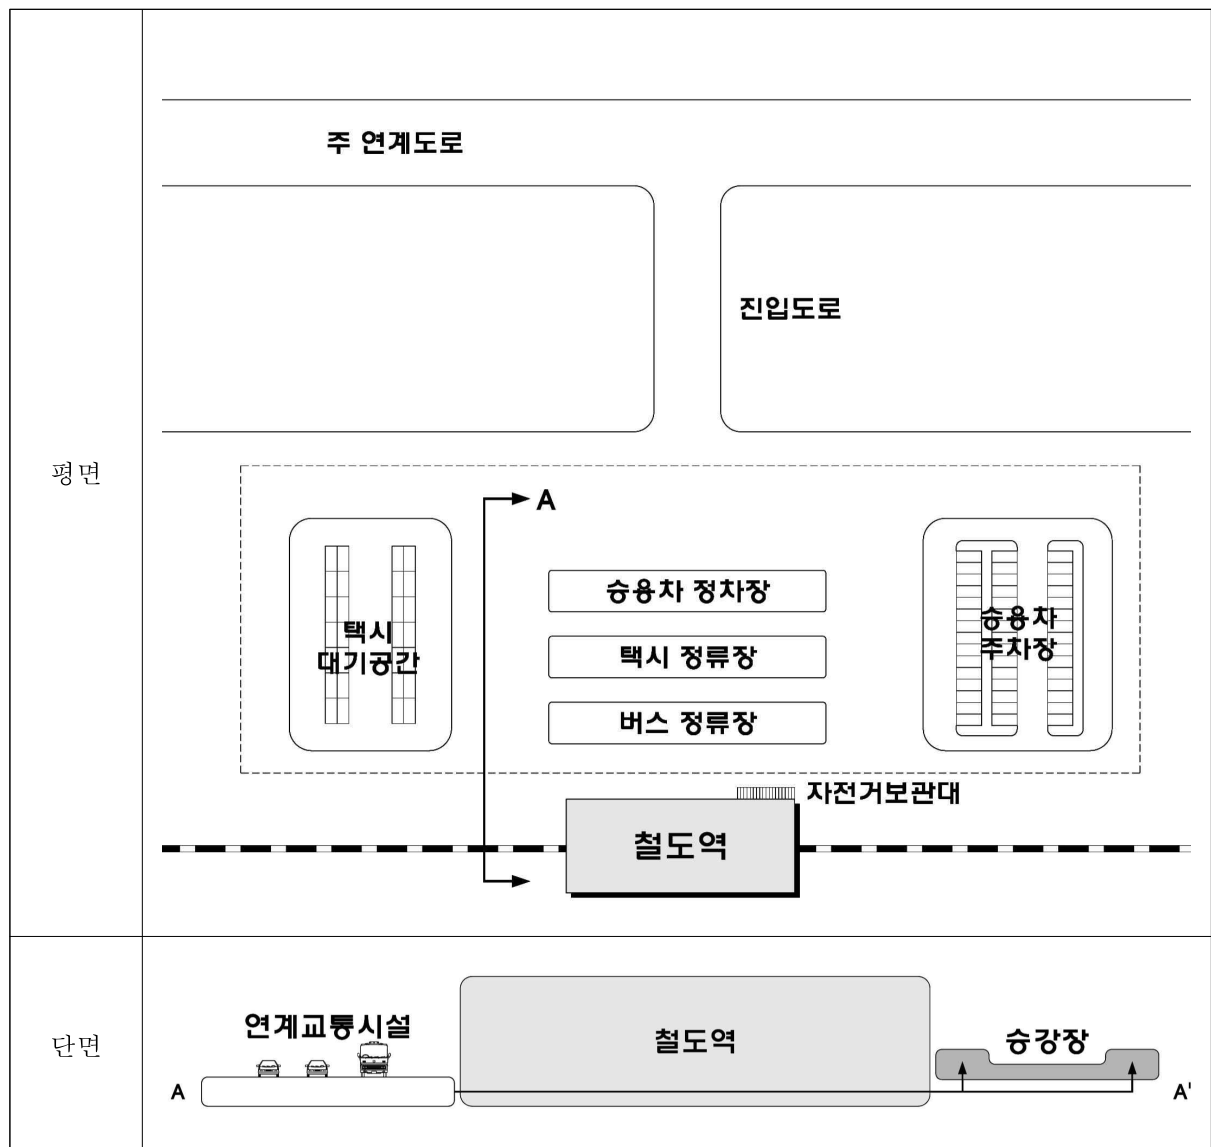 평면
주 연계도로
진입도로
A
택시
대기공간
승용차 정차장
택시 정류장
버스 정류장
승용차
주차장
자전거보관대
철도역
단면
연계교통시설
철도역
승강장
A
A'